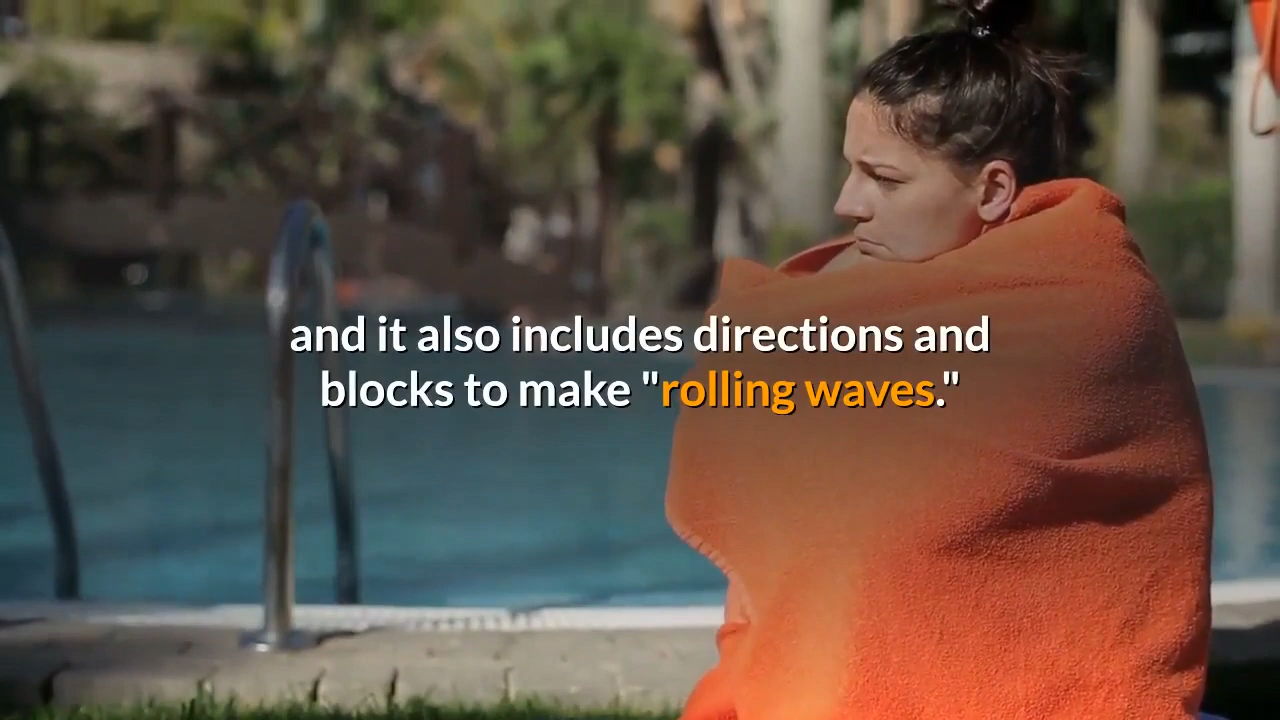 and it also includes directions and
blocks to make "rolling waves."